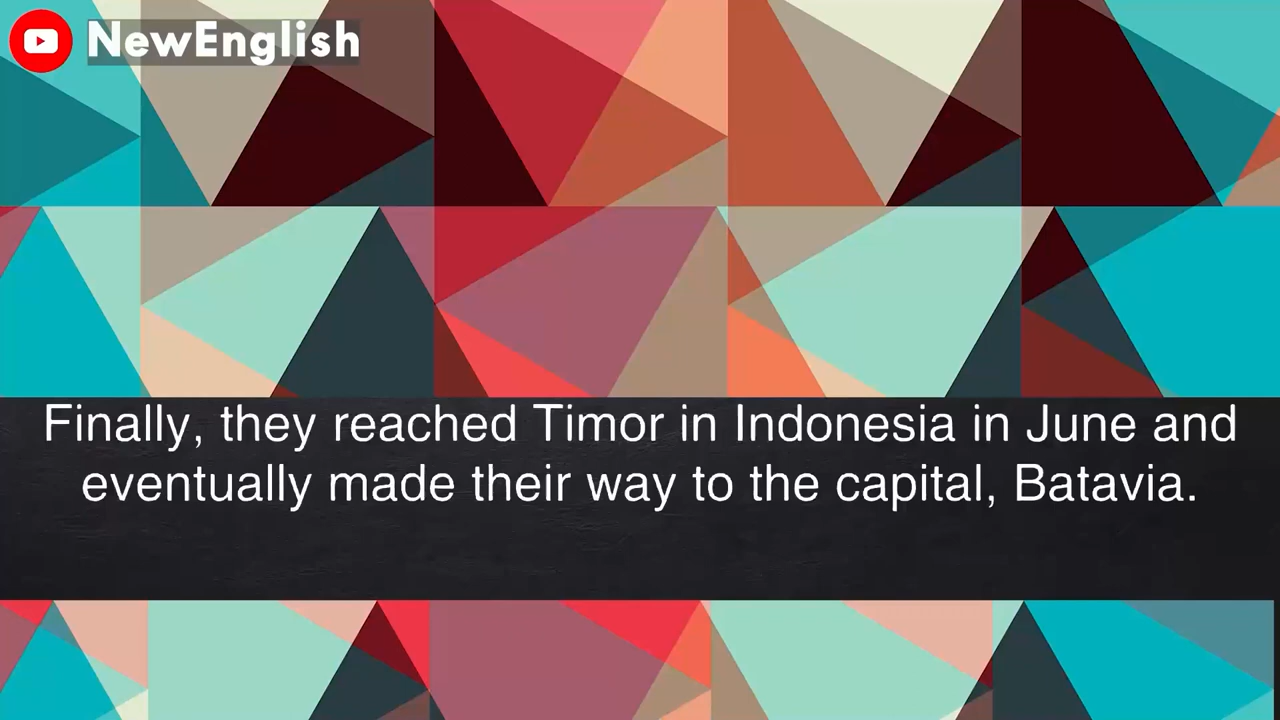 NewEnglish
Finally, they reached Timor in Indonesia in June and
eventually made their way to the capital, Batavia.